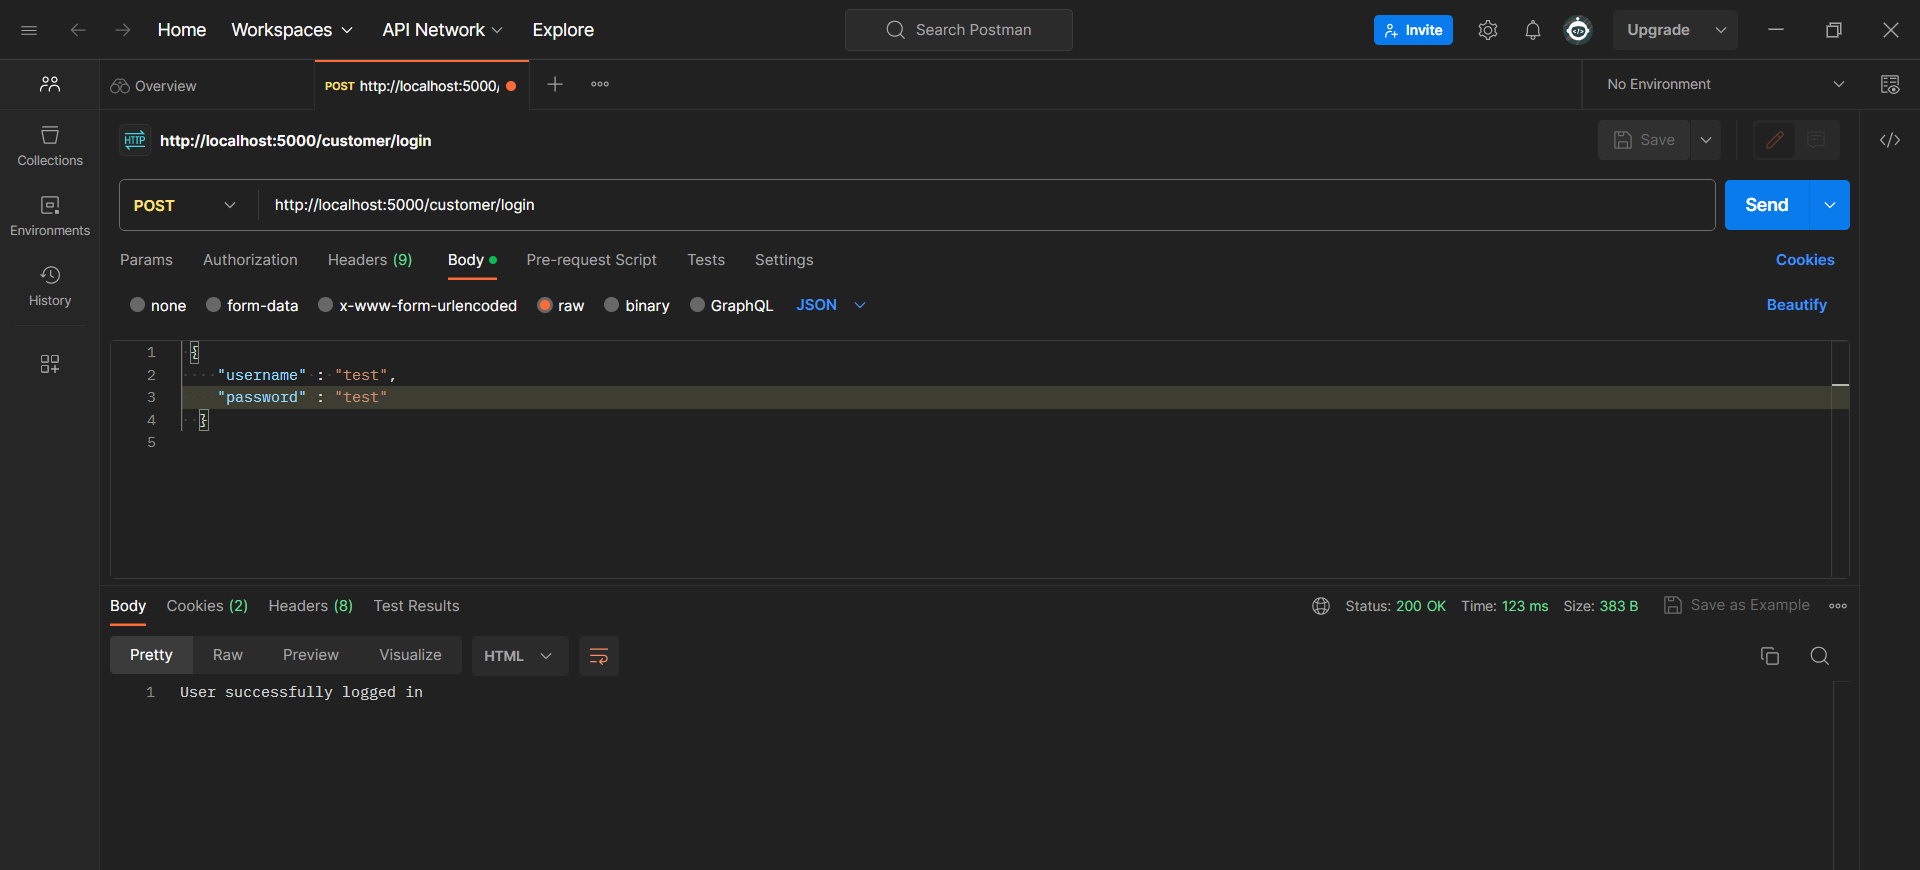 Home Workspaces API Network Explore Search Postman Invite Upgrade
Overview POST http://localhost:5000/ No Environment
Collections
Environments
History
HTTP http://localhost:5000/customer/login Save
POST http://localhost:5000/customer/login Send
Params Authorization Headers (9) Body Pre-request Script Tests Settings Cookies
none form-data x-www-form-urlencoded raw binary GraphQL JSON Beautify
1 {
2 "username" : "test",
3 "password" : "test"
4 }
5
Body Cookies (2) Headers (8) Test Results Status: 200 OK Time: 123 ms Size: 383 B Save as Example
Pretty Raw Preview Visualize HTML
1 User successfully logged in